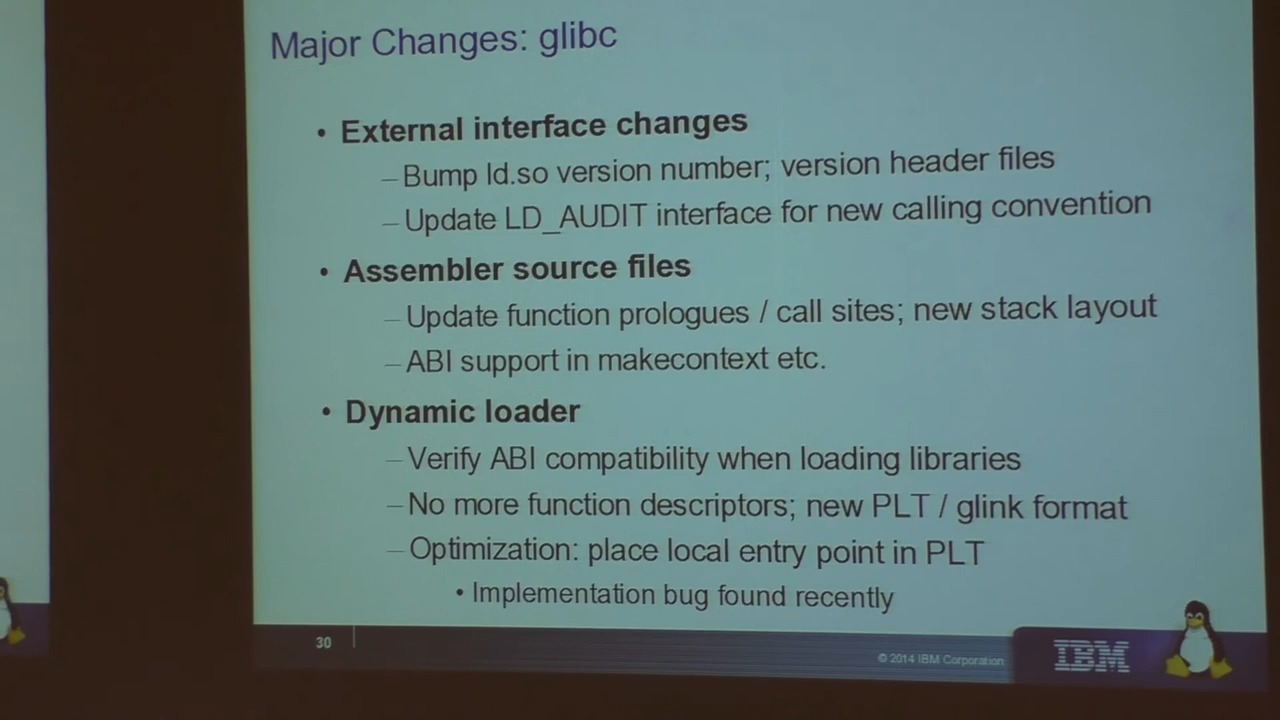 Major Changes: glibc
• External interface changes
– Bump ld.so version number; version header files
– Update LD_AUDIT interface for new calling convention
• Assembler source files
– Update function prologues / call sites; new stack layout
– ABI support in makecontext etc.
• Dynamic loader
– Verify ABI compatibility when loading libraries
– No more function descriptors; new PLT / glink format
– Optimization: place local entry point in PLT
• Implementation bug found recently
30
© 2014 IBM Corporation
IBM